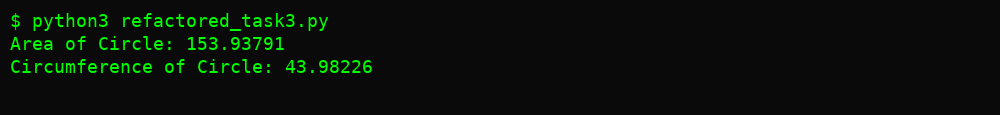 $ python3 refactored_task3.py
Area of Circle: 153.93791
Circumference of Circle: 43.98226